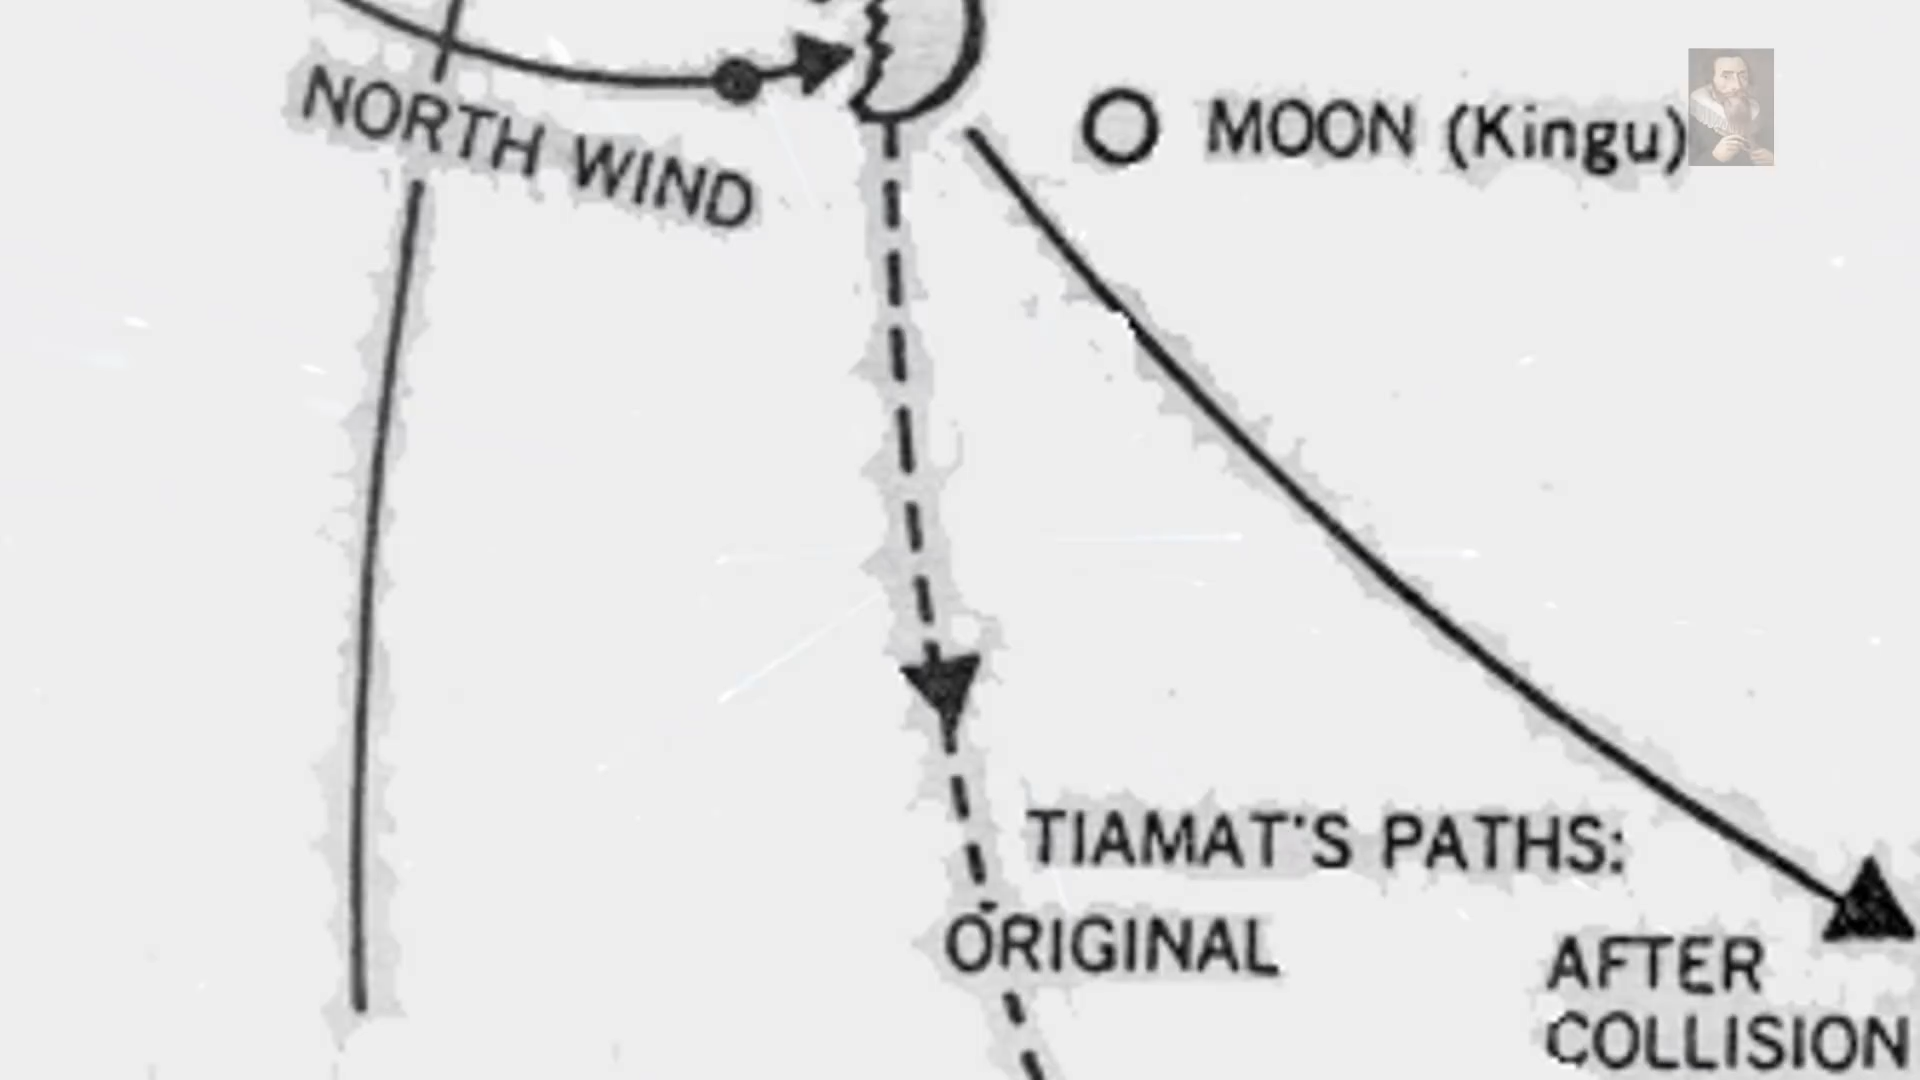 NORTH WIND
MOON (Kingu)
TIAMAT'S PATHS:
ORIGINAL
AFTER
COLLISION